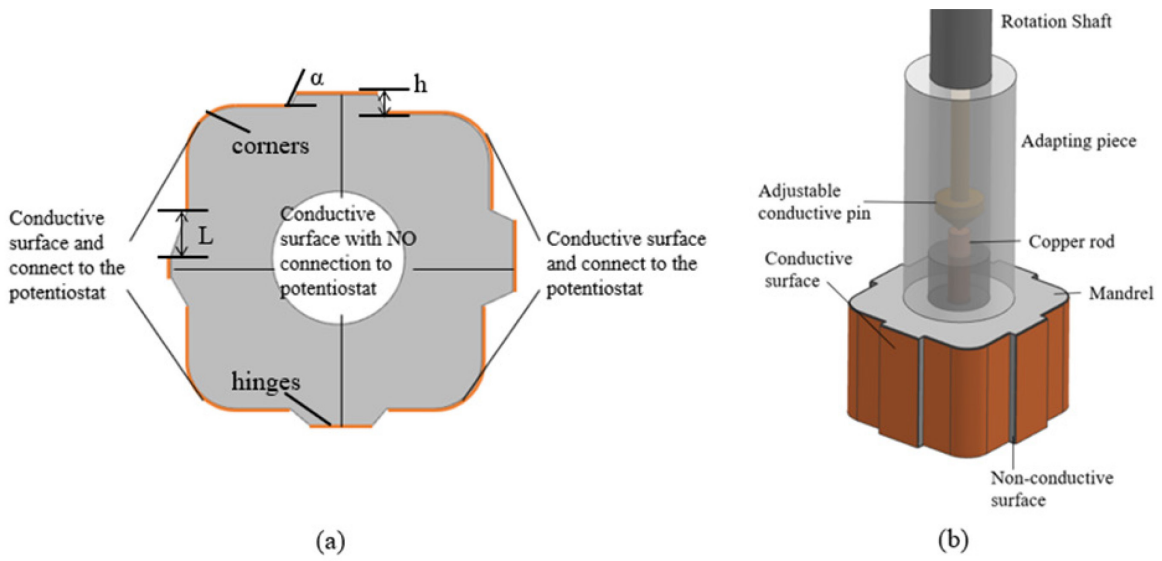 α
h
corners
Conductive
surface and
connect to the
potentiostat
L
Conductive
surface with NO
connection to
potentiostat
Conductive surface
and connect to the
potentiostat
hinges
(a)
Rotation Shaft
Adapting piece
Adjustable
conductive pin
Copper rod
Conductive
surface
Mandrel
Non-conductive
surface
(b)